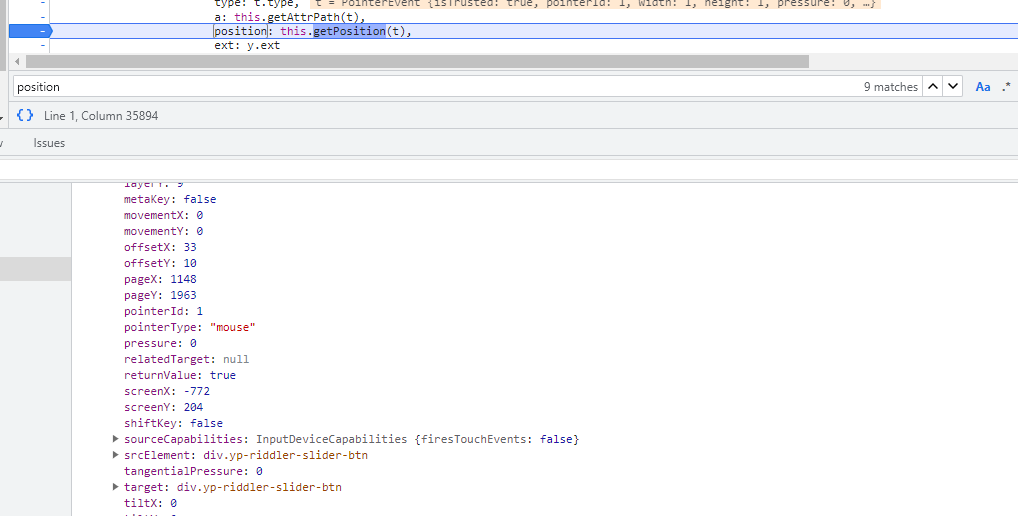 type: t.type, t = PointerEvent {isTrusted: true, pointerId: 1, width: 1, height: 1, pressure: 0, …}
- a: this.getAttrPath(t),
- position: this.getPosition(t),
- ext: y.ext
position 9 matches Aa .*
{} Line 1, Column 35894
Issues
layerY: 9
metaKey: false
movementX: 0
movementY: 0
offsetX: 33
offsetY: 10
pageX: 1148
pageY: 1963
pointerId: 1
pointerType: "mouse"
pressure: 0
relatedTarget: null
returnValue: true
screenX: -772
screenY: 204
shiftKey: false
sourceCapabilities: InputDeviceCapabilities {firesTouchEvents: false}
srcElement: div.yp-riddler-slider-btn
tangentialPressure: 0
target: div.yp-riddler-slider-btn
tiltX: 0